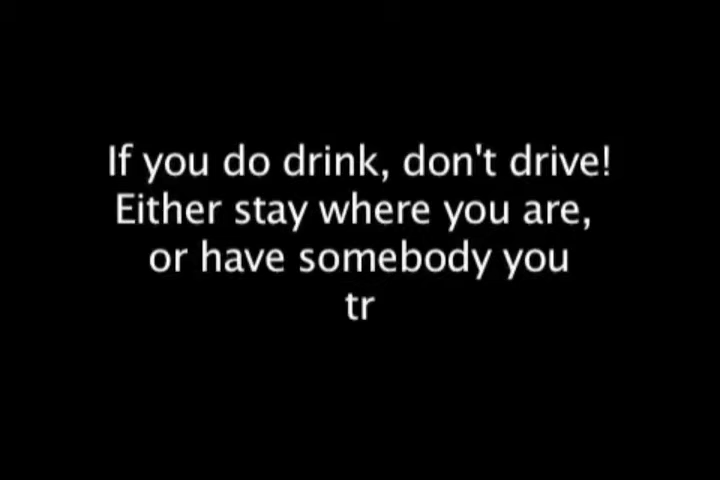 If you do drink, don't drive!
Either stay where you are,
or have somebody you
tr